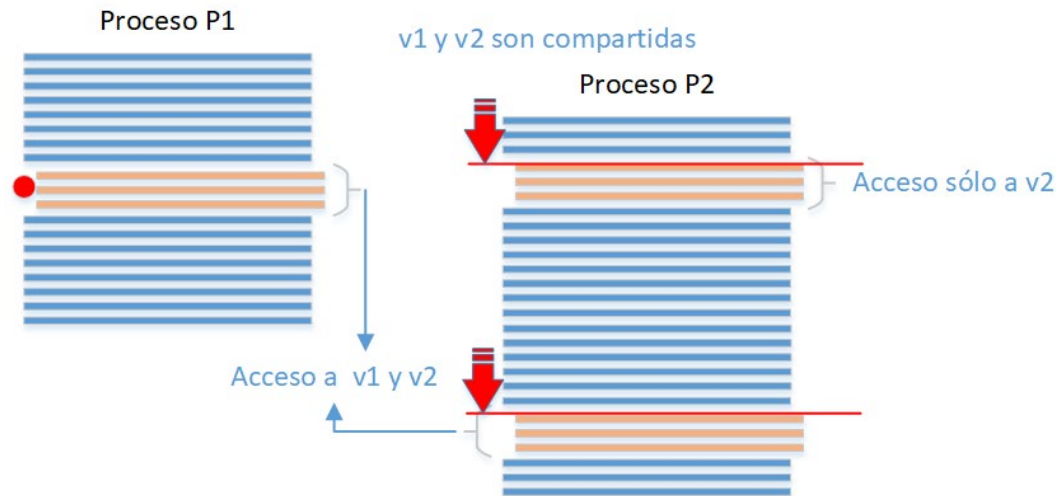 Proceso P1
v1 y v2 son compartidas
Proceso P2
Acceso sólo a v2
Acceso a v1 y v2